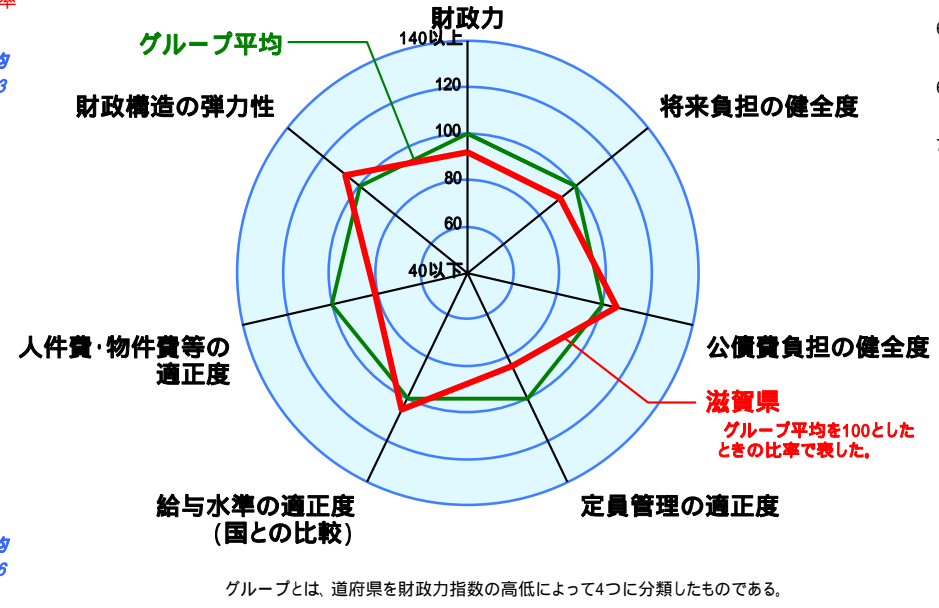 率
均
3
財政力
140以上
グループ平均
120
財政構造の弾力性
将来負担の健全度
100
80
60
40以下
人件費・物件費等の
適正度
公債費負担の健全度
滋賀県
グループ平均を100とした
ときの比率で表した。
給与水準の適正度
(国との比較)
定員管理の適正度
均
6
グループとは、道府県を財政力指数の高低によって4つに分類したものである。